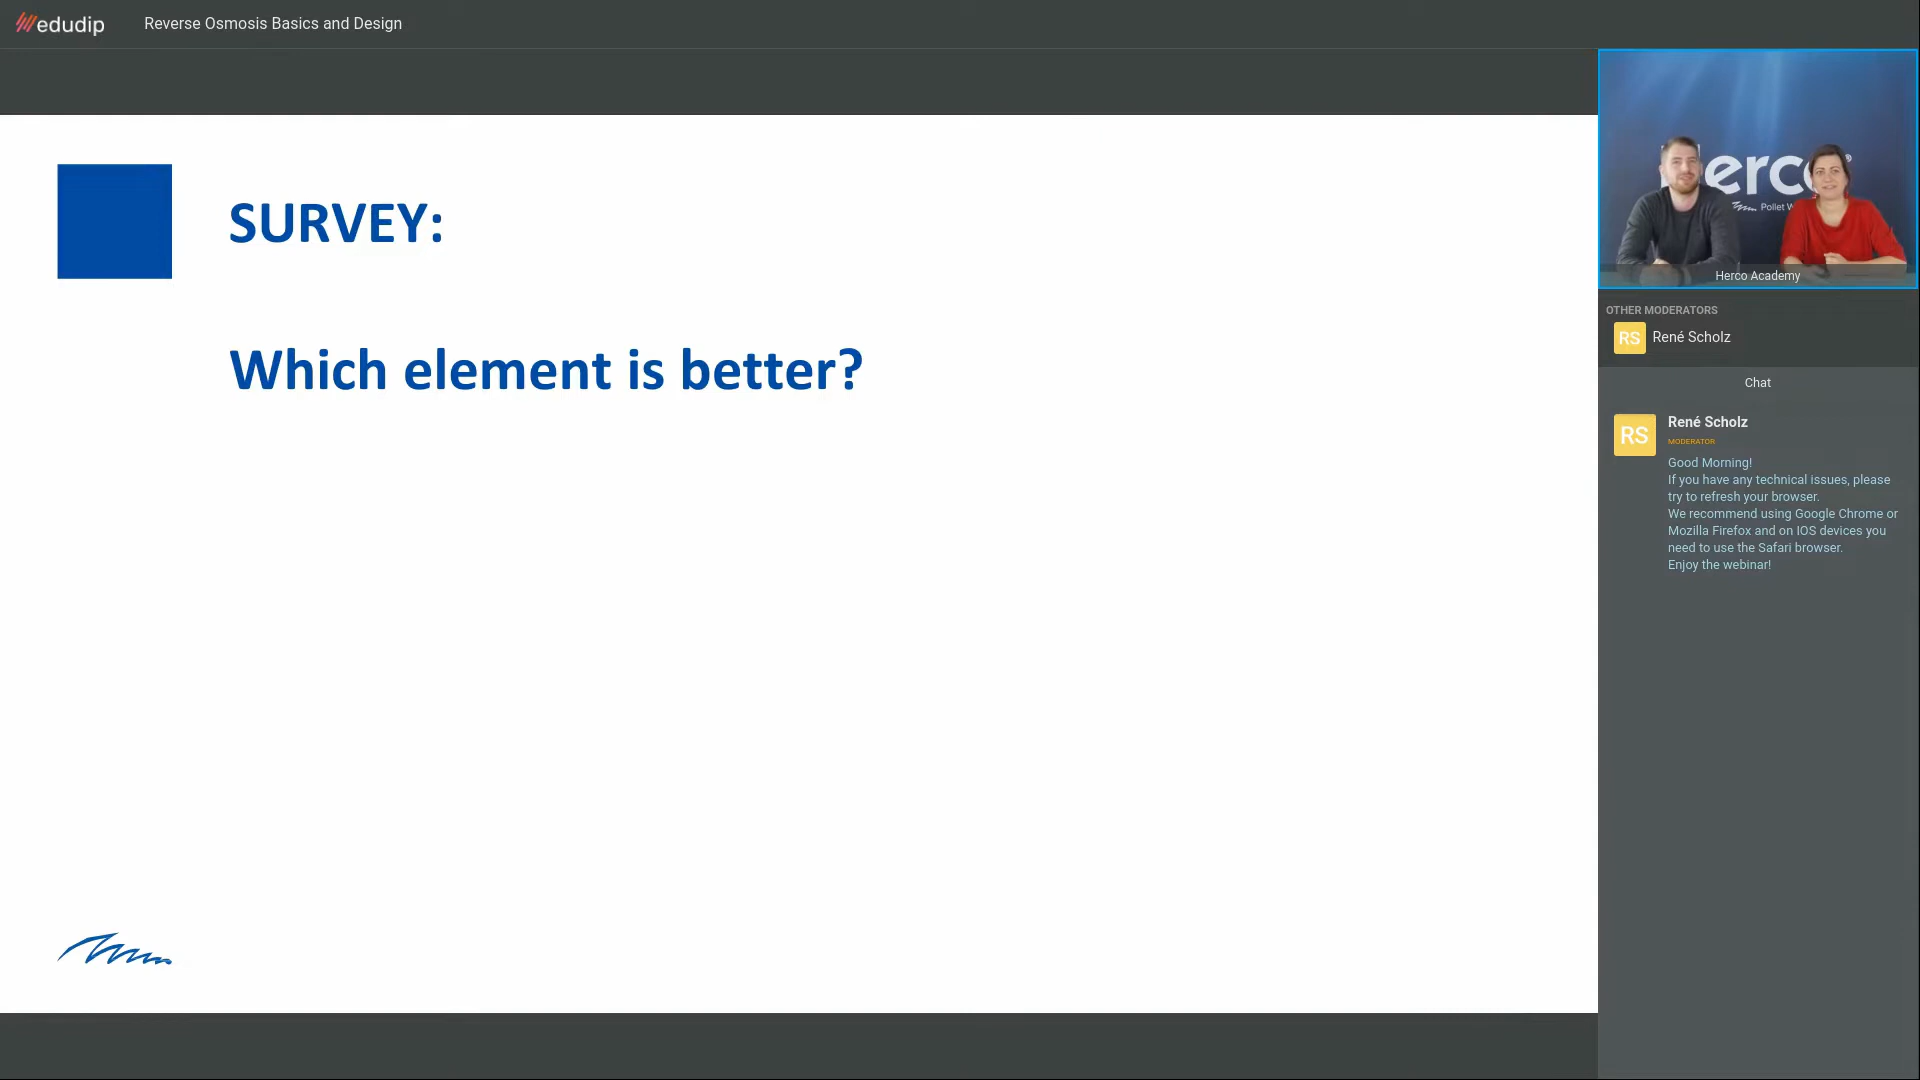 edudip
Reverse Osmosis Basics and Design
SURVEY:
Which element is better?
erco
Pollet W
Herco Academy
OTHER MODERATORS
RS
René Scholz
Chat
RS
René Scholz
MODERATOR
Good Morning!
If you have any technical issues, please
try to refresh your browser.
We recommend using Google Chrome or
Mozilla Firefox and on IOS devices you
need to use the Safari browser.
Enjoy the webinar!